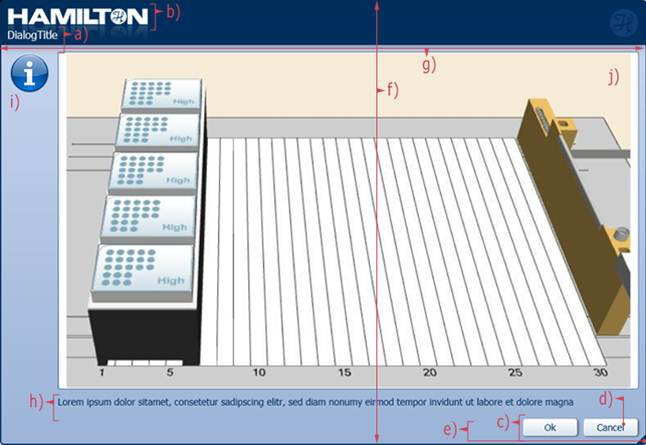 HAMILTON
b)
DialogTitle
a)
g)
i)
j)
f)
High
High
High
High
High
1 5 10 15 20 25 30
h)
Lorem ipsum dolor sitamet, consetetur sadipscing elitr, sed diam nonumy eirmod tempor invidunt ut labore et dolore magna
d)
e)
c)
Ok
Cancel